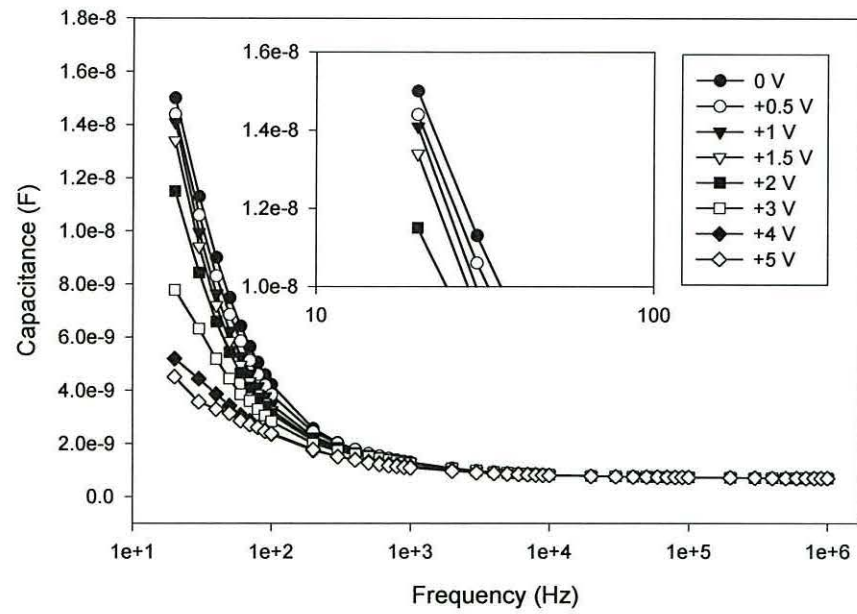 1.8e-8
1.6e-8
1.4e-8
1.2e-8
1.0e-8
8.0e-9
6.0e-9
4.0e-9
2.0e-9
0.0
Capacitance (F)
1e+1
1e+2
1e+3
1e+4
1e+5
1e+6
Frequency (Hz)
1.6e-8
1.4e-8
1.2e-8
1.0e-8
10
100
0 V
+0.5 V
+1 V
+1.5 V
+2 V
+3 V
+4 V
+5 V